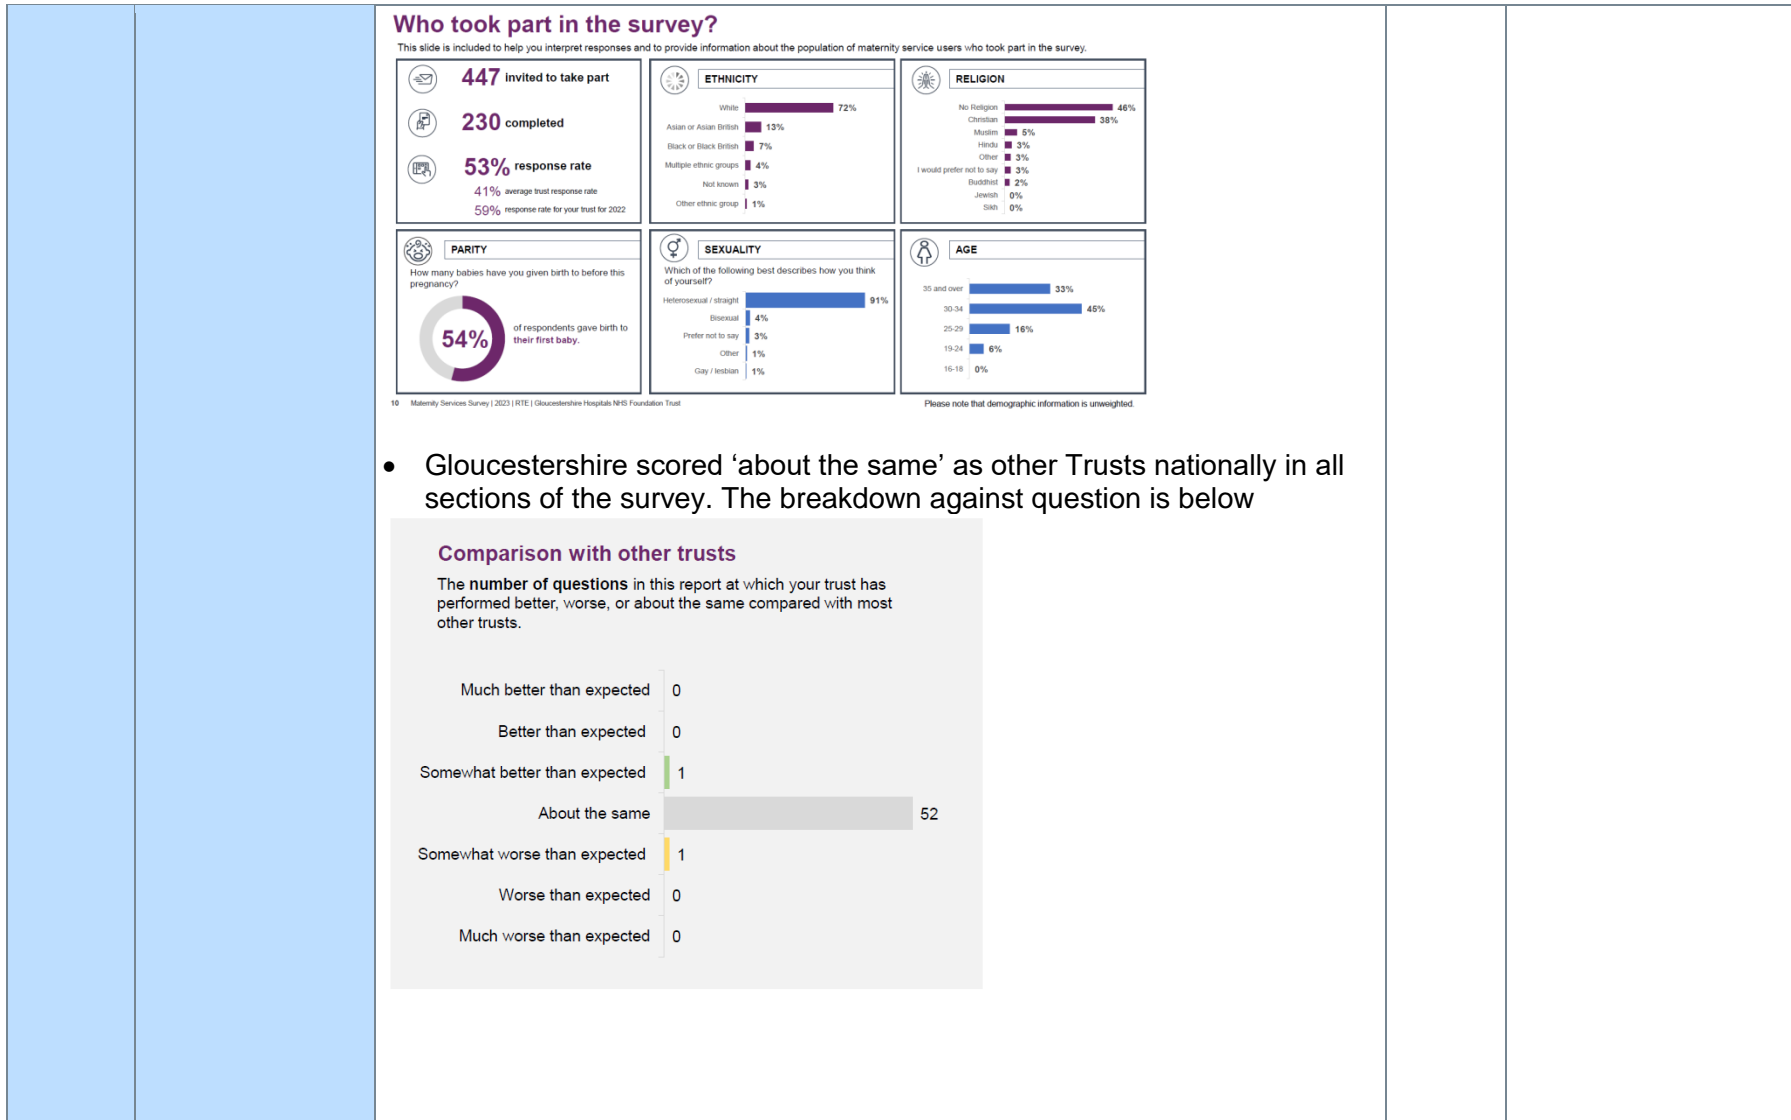 Who took part in the survey?
This slide is included to help you interpret responses and to provide information about the population of maternity service users who took part in the survey.
447 invited to take part
230 completed
53% response rate
41% average trust response rate
59% response rate for your trust for 2022
ETHNICITY
White 72%
Asian or Asian British 13%
Black or Black British 7%
Multiple ethnic groups 4%
Not known 3%
Other ethnic group 1%
RELIGION
No Religion 46%
Christian 38%
Muslim 5%
Hindu 3%
Other 3%
I would prefer not to say 3%
Buddhist 2%
Jewish 0%
Sikh 0%
PARITY
How many babies have you given birth to before this
pregnancy?
54%
of respondents gave birth to
their first baby.
SEXUALITY
Which of the following best describes how you think
of yourself?
Heterosexual / straight 91%
Bisexual 4%
Prefer not to say 3%
Other 1%
Gay / lesbian 1%
AGE
35 and over 33%
30-34 45%
25-29 16%
19-24 6%
16-18 0%
10 Maternity Services Survey | 2023 | RTE | Gloucestershire Hospitals NHS Foundation Trust
Please note that demographic information is unweighted.
• Gloucestershire scored ‘about the same’ as other Trusts nationally in all
sections of the survey. The breakdown against question is below
Comparison with other trusts
The number of questions in this report at which your trust has
performed better, worse, or about the same compared with most
other trusts.
Much better than expected 0
Better than expected 0
Somewhat better than expected 1
About the same 52
Somewhat worse than expected 1
Worse than expected 0
Much worse than expected 0